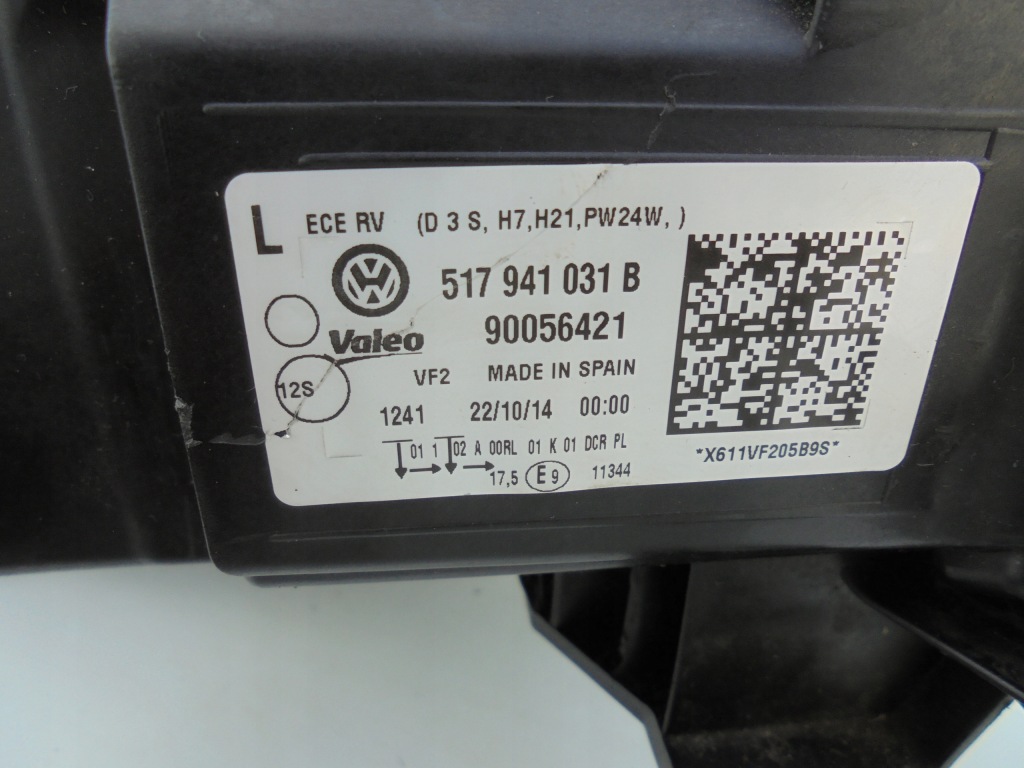 L ECE RV (D 3 S, H7,H21,PW24W, )
517 941 031 B
Valeo 90056421
12S VF2 MADE IN SPAIN
1241 22/10/14 00:00
01 1 02 A 00RL 01 K 01 DCR PL
17,5 E9 11344
*X611VF205B9S*